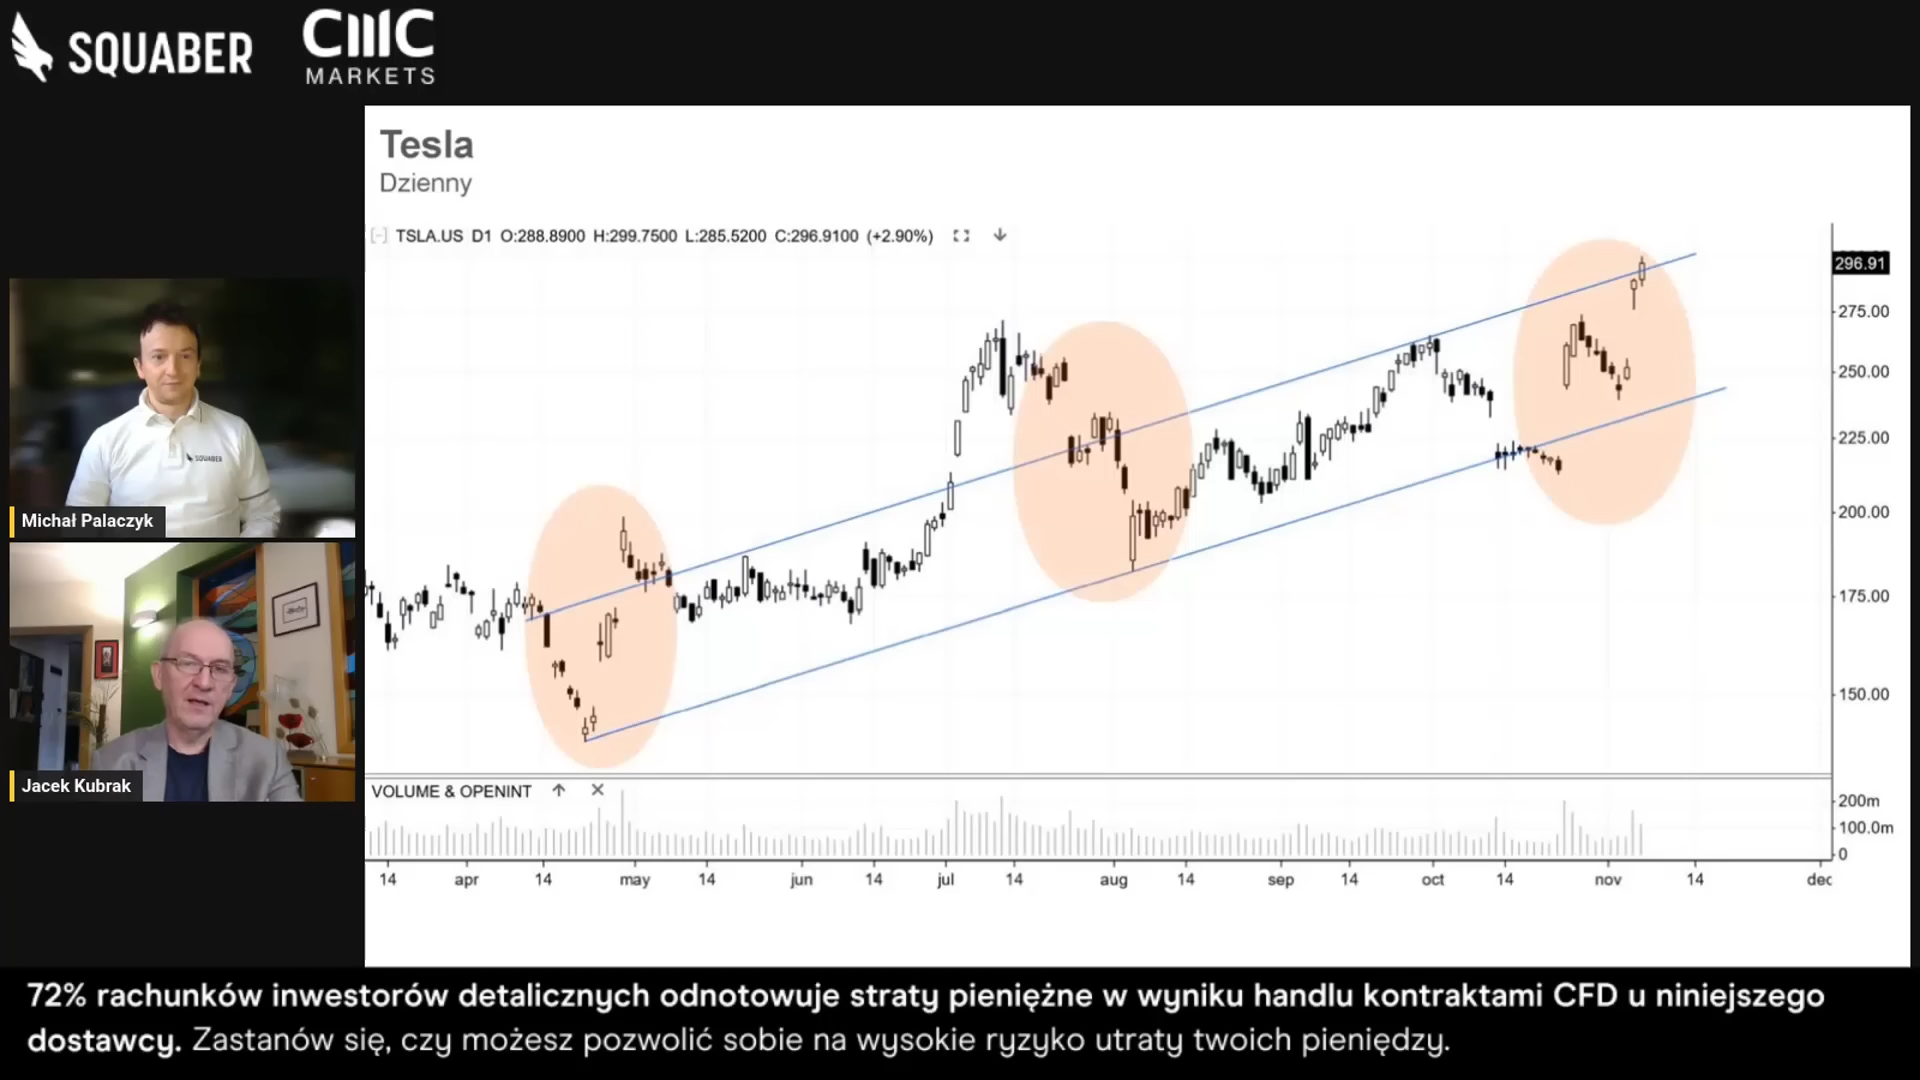 SQUABER
CMC
MARKETS
Tesla
Dzienny
[-] TSLA.US D1 O:288.8900 H:299.7500 L:285.5200 C:296.9100 (+2.90%)
296.91
275.00
250.00
225.00
200.00
175.00
150.00
SQUABER
Michał Palaczyk
Jacek Kubrak
VOLUME & OPENINT
200m
100.0m
0
14 apr 14 may 14 jun 14 jul 14 aug 14 sep 14 oct 14 nov 14 dec
72% rachunków inwestorów detalicznych odnotowuje straty pieniężne w wyniku handlu kontraktami CFD u niniejszego
dostawcy. Zastanów się, czy możesz pozwolić sobie na wysokie ryzyko utraty twoich pieniędzy.